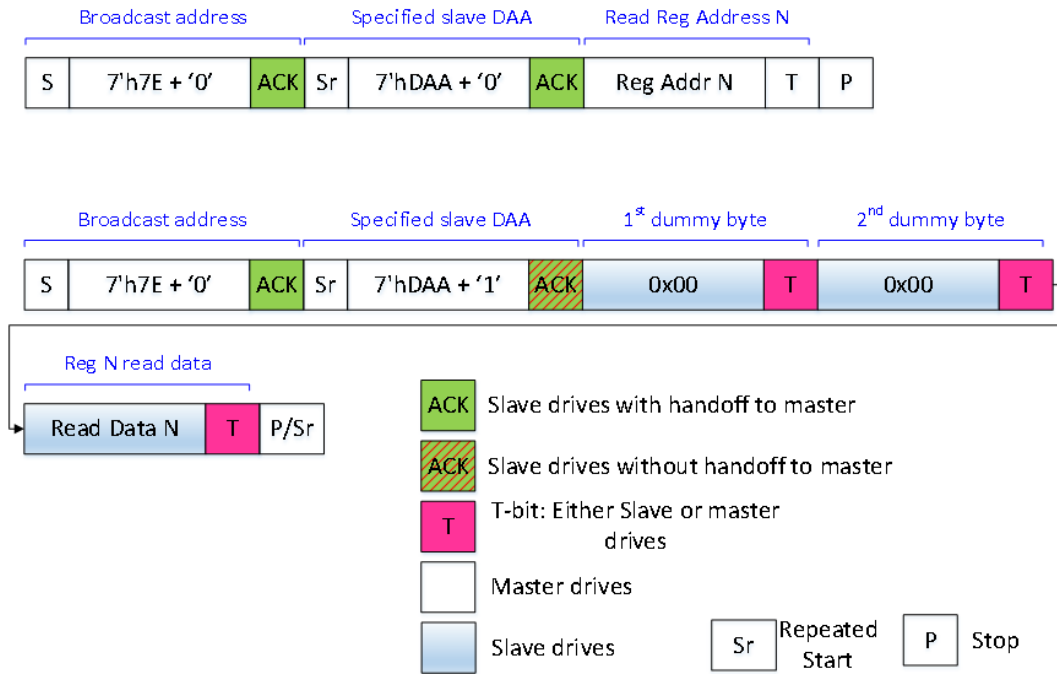 Broadcast address Specified slave DAA Read Reg Address N
S 7'h7E + ‘0’ ACK Sr 7'hDAA + ‘0’ ACK Reg Addr N T P
Broadcast address Specified slave DAA 1st dummy byte 2nd dummy byte
S 7'h7E + ‘0’ ACK Sr 7'hDAA + ‘1’ ACK 0x00 T 0x00 T
Reg N read data
Read Data N T P/Sr
ACK Slave drives with handoff to master
ACK Slave drives without handoff to master
T T-bit: Either Slave or master
drives
Master drives
Slave drives
Sr Repeated
Start
P Stop